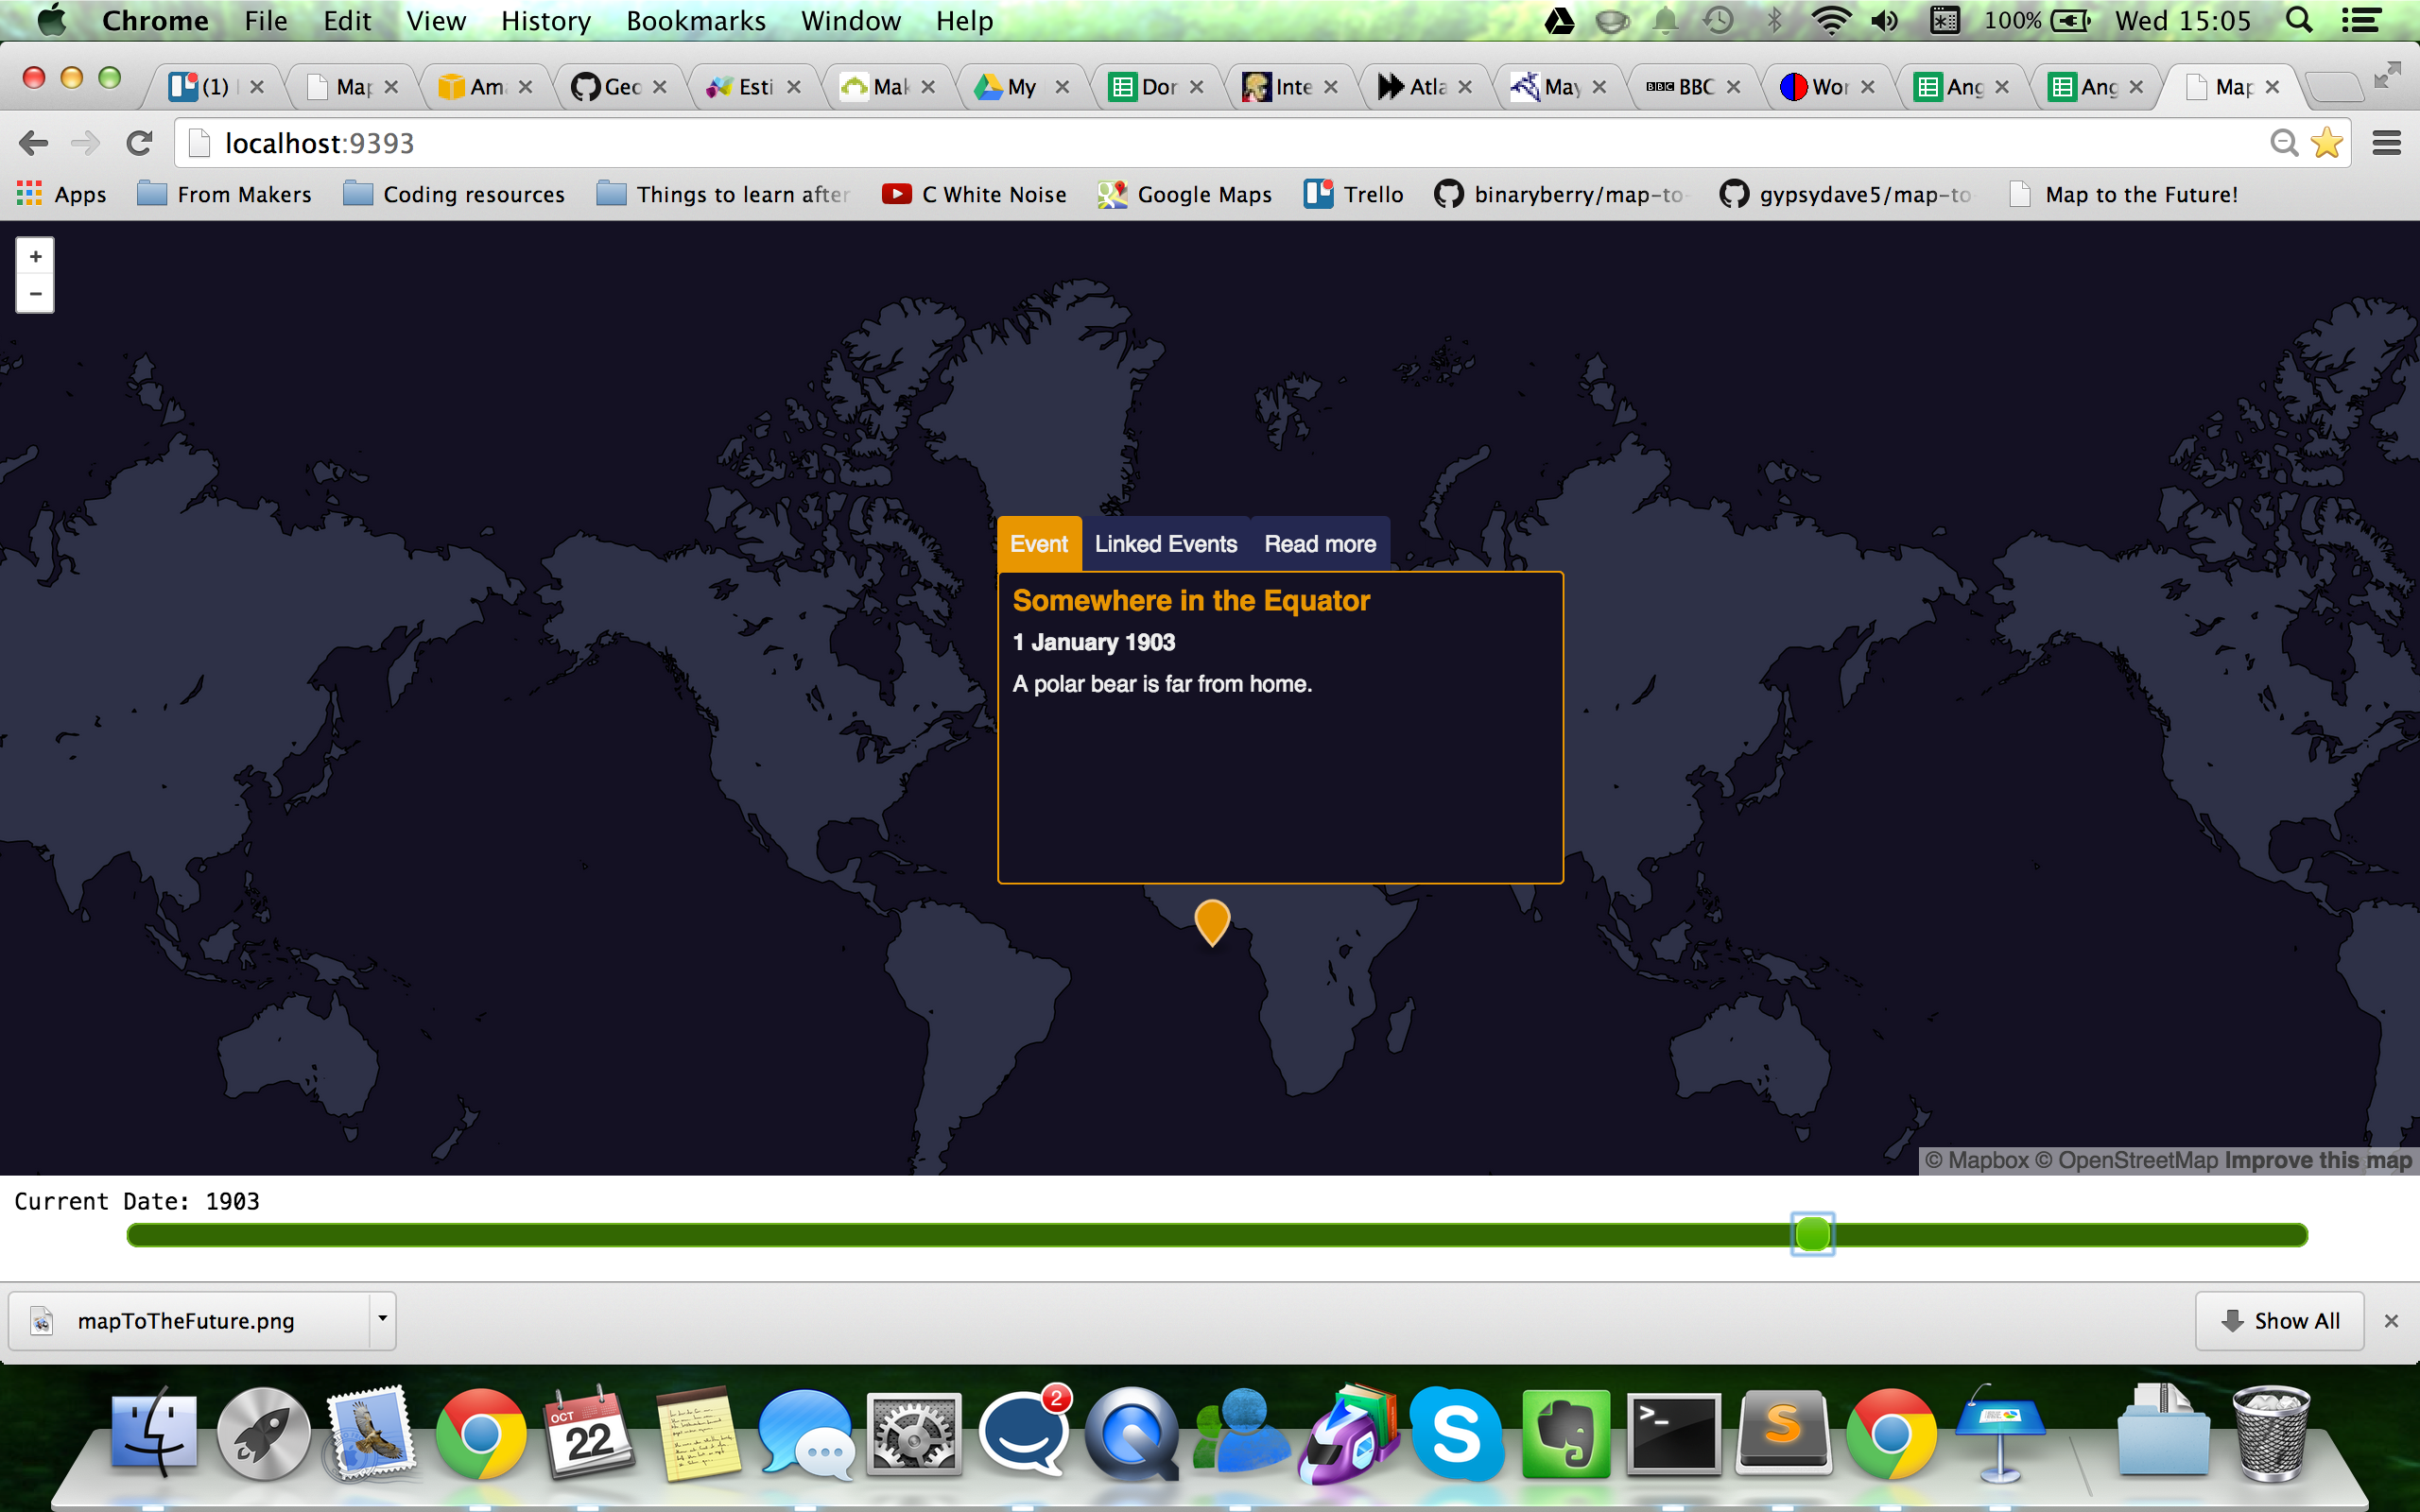 Chrome File Edit View History Bookmarks Window Help 100% Wed 15:05
(1) Map Ama Geo Esti Mak My Dor Inte Atla May BBC Wor Ang Ang Map
localhost:9393
Apps From Makers Coding resources Things to learn after C White Noise Google Maps Trello binaryberry/map-to- gypsydave5/map-to Map to the Future!
+
−
Event Linked Events Read more
Somewhere in the Equator
1 January 1903
A polar bear is far from home.
© Mapbox © OpenStreetMap Improve this map
Current Date: 1903
mapToTheFuture.png Show All
OCT
22
2
S
>_
S